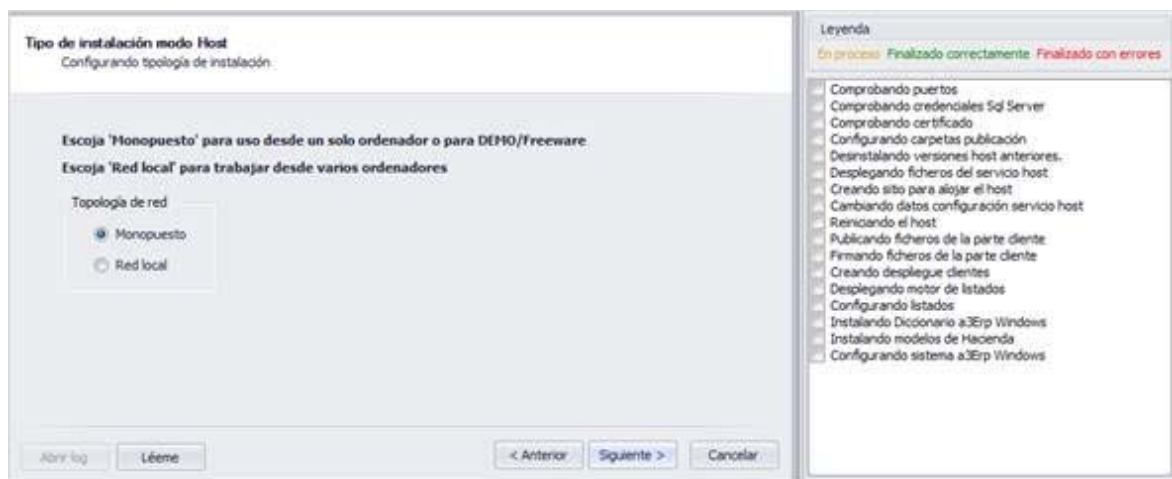 Tipo de instalación modo Host
Configurando tipología de instalación
Escoja 'Monopuesto' para uso desde un solo ordenador o para DEMO/Freeware
Escoja 'Red local' para trabajar desde varios ordenadores
Topología de red
Monopuesto
Red local
Abrir log
Léeme
< Anterior
Siguiente >
Cancelar
Leyenda
En proceso Finalizado correctamente Finalizado con errores
Comprobando puertos
Comprobando credenciales Sql Server
Comprobando certificado
Configurando carpetas publicación
Desinstalando versiones host anteriores.
Desplegando ficheros del servicio host
Creando sitio para alojar el host
Cambiando datos configuración servicio host
Reiniciando el host
Publicando ficheros de la parte cliente
Firmando ficheros de la parte cliente
Creando despliegue clientes
Desplegando motor de listados
Configurando listados
Instalando Diccionario a3Erp Windows
Instalando modelos de Hacienda
Configurando sistema a3Erp Windows